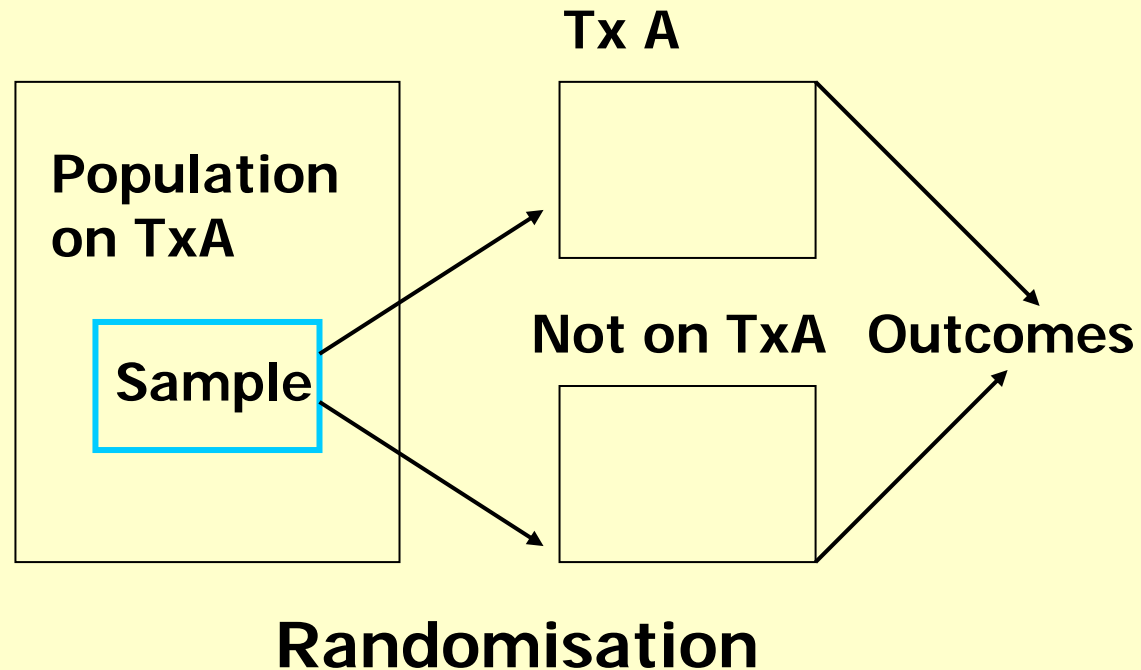 Tx A
Population
on TxA
Sample
Not on TxA
Outcomes
Randomisation